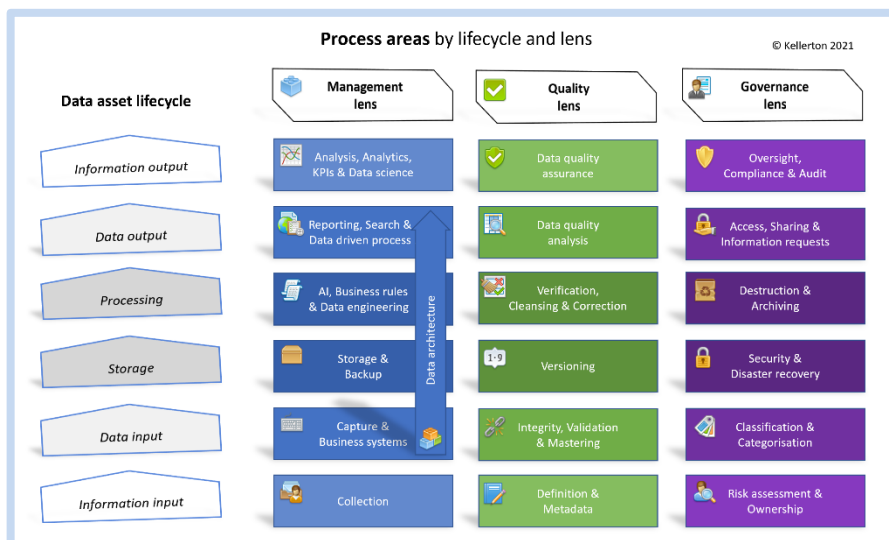 Process areas by lifecycle and lens
© Kellerton 2021
Data asset lifecycle
Management
lens
Quality
lens
Governance
lens
Information output
Analysis, Analytics,
KPIs & Data science
Data quality
assurance
Oversight,
Compliance & Audit
Data output
Reporting, Search &
Data driven process
Data quality
analysis
Access, Sharing &
Information requests
Processing
AI, Business rules
& Data engineering
Verification,
Cleansing & Correction
Destruction &
Archiving
Data architecture
Storage
Storage &
Backup
1-9
Versioning
Security &
Disaster recovery
Data input
Capture &
Business systems
Integrity, Validation
& Mastering
Classification &
Categorisation
Information input
Collection
Definition &
Metadata
Risk assessment &
Ownership